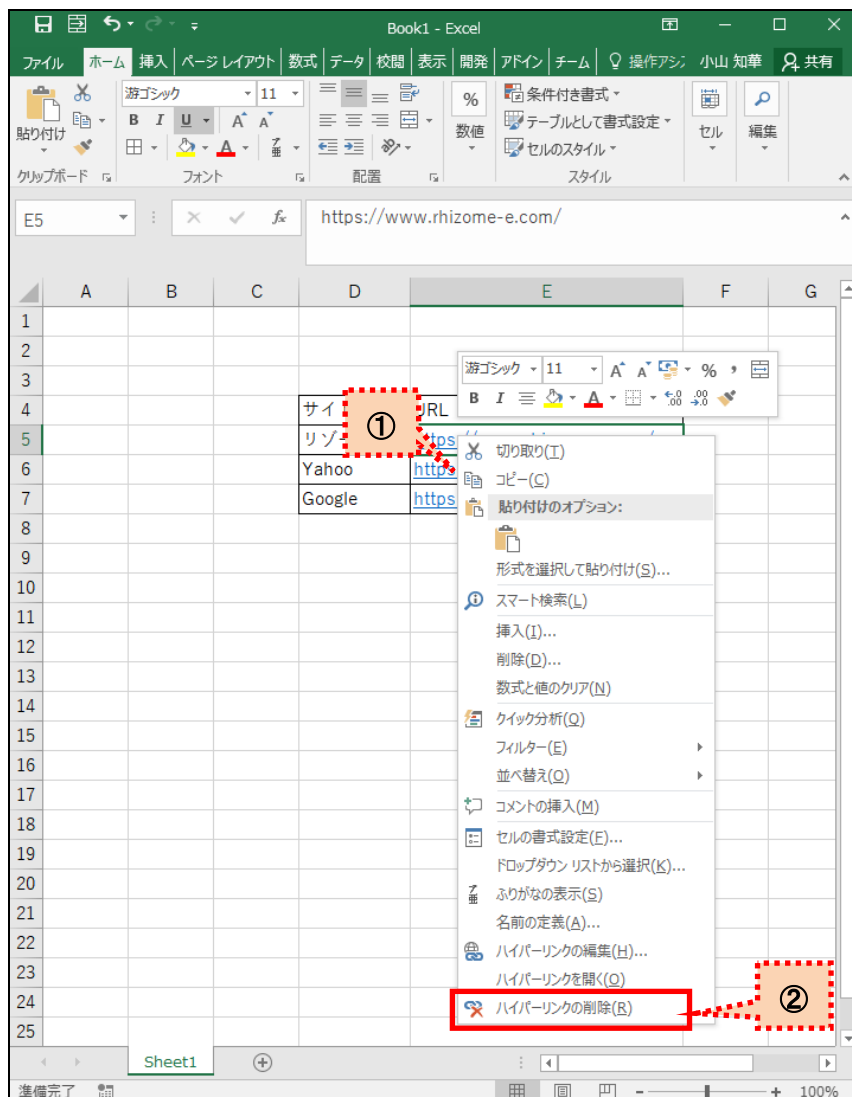 Book1 - Excel
ファイル ホーム 挿入 ページ レイアウト 数式 データ 校閲 表示 開発 アドイン チーム 操作アシ 小山 知華 共有
貼り付け
游ゴシック 11
B I U A A
A
%
数値
条件付き書式
テーブルとして書式設定
セルのスタイル
セル
編集
クリップボード フォント 配置 スタイル
E5 fx https://www.rhizome-e.com/
A B C D E F G
1
2
3
4 サイ URL
5 リゾー
6 Yahoo https
7 Google https
8
9
10
11
12
13
14
15
16
17
18
19
20
21
22
23
24
25
游ゴシック 11 A A % ,
B I A .00
①
切り取り(T)
コピー(C)
貼り付けのオプション:
形式を選択して貼り付け(S)...
スマート検索(L)
挿入(I)...
削除(D)...
数式と値のクリア(N)
クイック分析(Q)
フィルター(E)
並べ替え(O)
コメントの挿入(M)
セルの書式設定(F)...
ドロップダウン リストから選択(K)...
ふりがなの表示(S)
名前の定義(A)...
ハイパーリンクの編集(H)...
ハイパーリンクを開く(O)
ハイパーリンクの削除(R)
②
Sheet1
準備完了 100%